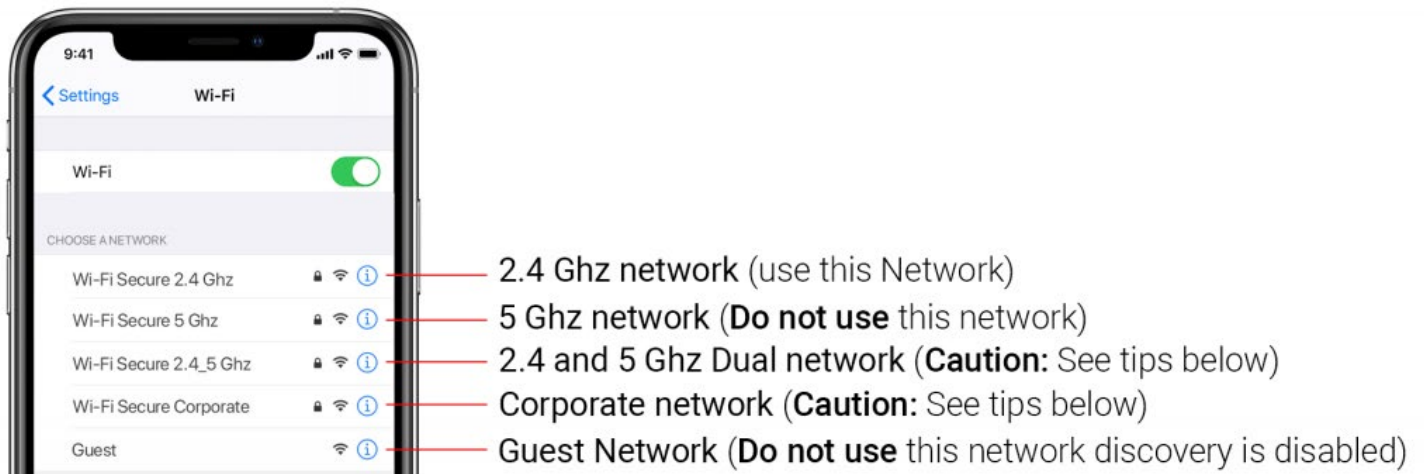 9:41
Settings Wi-Fi
Wi-Fi
CHOOSE A NETWORK
Wi-Fi Secure 2.4 Ghz 2.4 Ghz network (use this Network)
Wi-Fi Secure 5 Ghz 5 Ghz network (Do not use this network)
Wi-Fi Secure 2.4_5 Ghz 2.4 and 5 Ghz Dual network (Caution: See tips below)
Wi-Fi Secure Corporate Corporate network (Caution: See tips below)
Guest Guest Network (Do not use this network discovery is disabled)